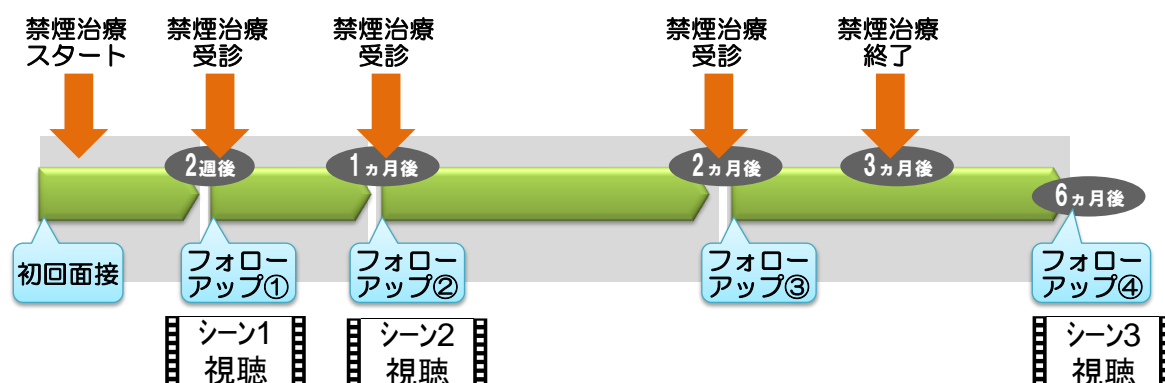 禁煙治療
スタート
禁煙治療
受診
禁煙治療
受診
禁煙治療
受診
禁煙治療
終了
2週後
1ヵ月後
2ヵ月後
3ヵ月後
6ヵ月後
初回面接
フォロー
アップ①
フォロー
アップ②
フォロー
アップ③
フォロー
アップ④
シーン1
視聴
シーン2
視聴
シーン3
視聴